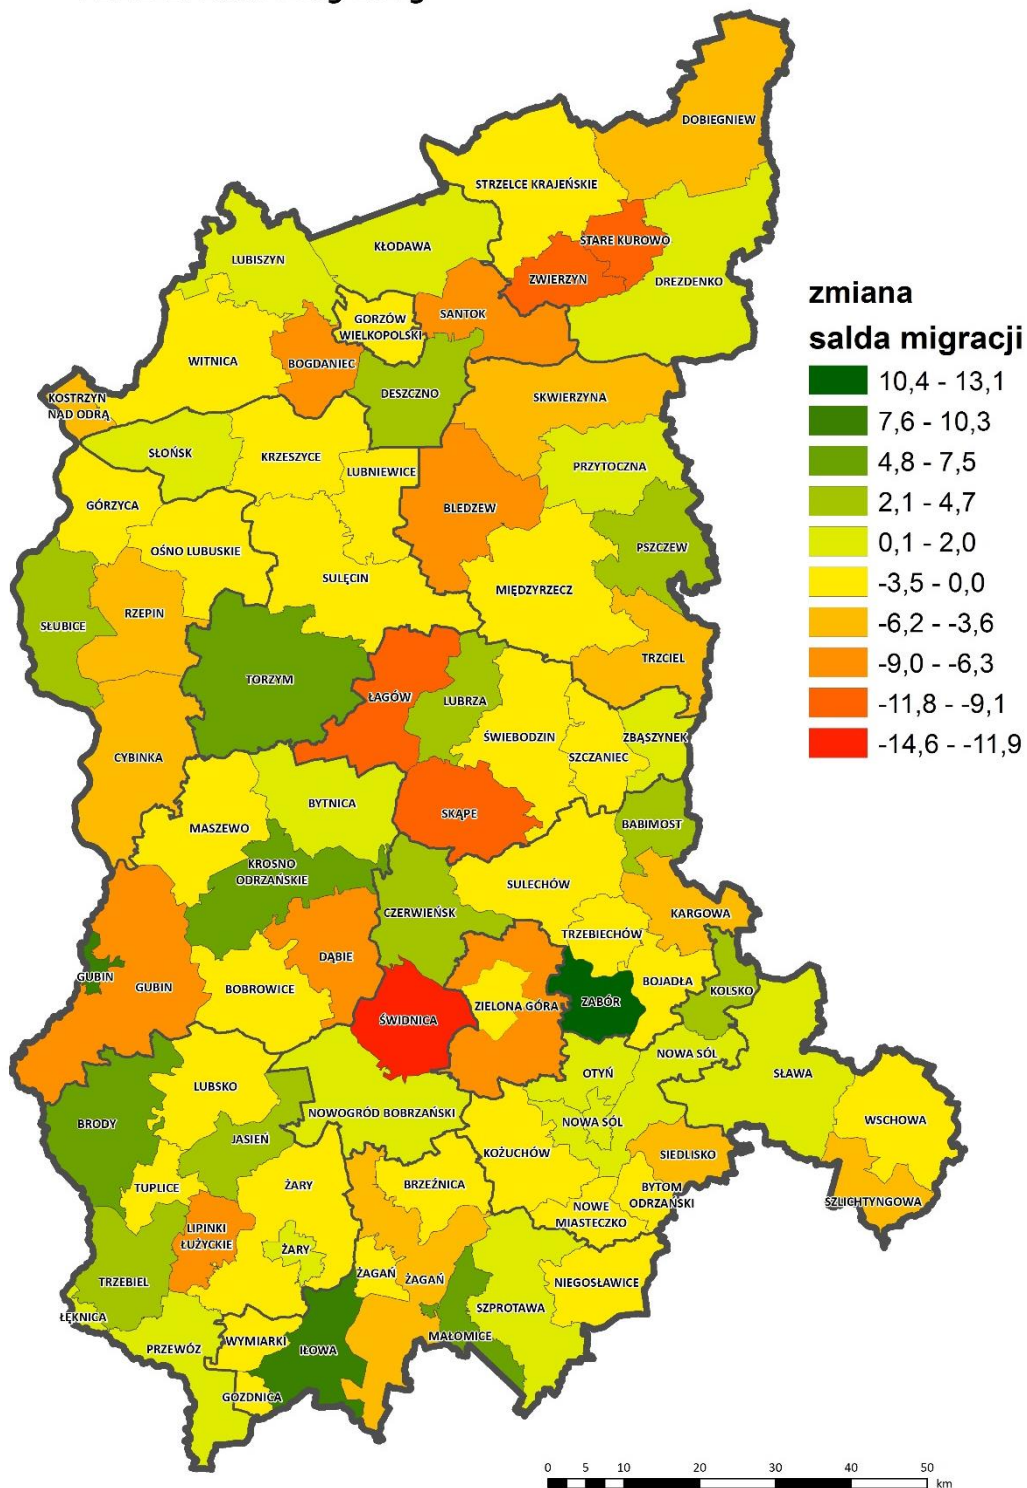 DOBIEGNIEW
STRZELCE KRAJEŃSKIE
STARE KUROWO
KŁODAWA
LUBISZYN
ZWIERZYN
DREZDENKO
zmiana
salda migracji
10,4 - 13,1
7,6 - 10,3
4,8 - 7,5
2,1 - 4,7
0,1 - 2,0
-3,5 - 0,0
-6,2 - -3,6
-9,0 - -6,3
-11,8 - -9,1
-14,6 - -11,9
SANTOK
GORZÓW
WIELKOPOLSKI
WITNICA
BOGDANIEC
DESZCZNO
KOSTRZYN
NAD ODRĄ
SKWIERZYNA
SŁOŃSK
KRZESZYCE
LUBNIEWICE
PRZYTOCZNA
GÓRZYCA
BLEDZEW
PSZCZEW
OŚNO LUBUSKIE
SULĘCIN
MIĘDZYRZECZ
RZEPIN
SŁUBICE
TRZCIEL
TORZYM
ŁAGÓW
LUBRZA
ŚWIEBODZIN
ZBĄSZYNEK
CYBINKA
SZCZANIEC
BYTNICA
SKĄPE
BABIMOST
MASZEWO
KROSNO
ODRZAŃSKIE
SULECHÓW
CZERWIEŃSK
KARGOWA
TRZEBIECHÓW
DĄBIE
GUBIN
GUBIN
BOBROWICE
BOJADŁA
KOLSKO
ZIELONA GÓRA
ZABÓR
ŚWIDNICA
NOWA SÓL
OTYŃ
SŁAWA
LUBSKO
NOWOGRÓD BOBRZAŃSKI
NOWA SÓL
WSCHOWA
BRODY
JASIEŃ
KOŻUCHÓW
SIEDLISKO
TUPLICE
ŻARY
BRZEŹNICA
BYTOM
ODRZAŃSKI
SZLICHTYNGOWA
NOWE
MIASTECZKO
LIPINKI
ŁUŻYCKIE
ŻARY
ŻAGAŃ
ŻAGAŃ
TRZEBIEL
NIEGOSŁAWICE
SZPROTAWA
ŁĘKNICA
MAŁOMICE
PRZEWÓZ
WYMIARKI
IŁOWA
GOZDNICA
0 5 10 20 30 40 50
km